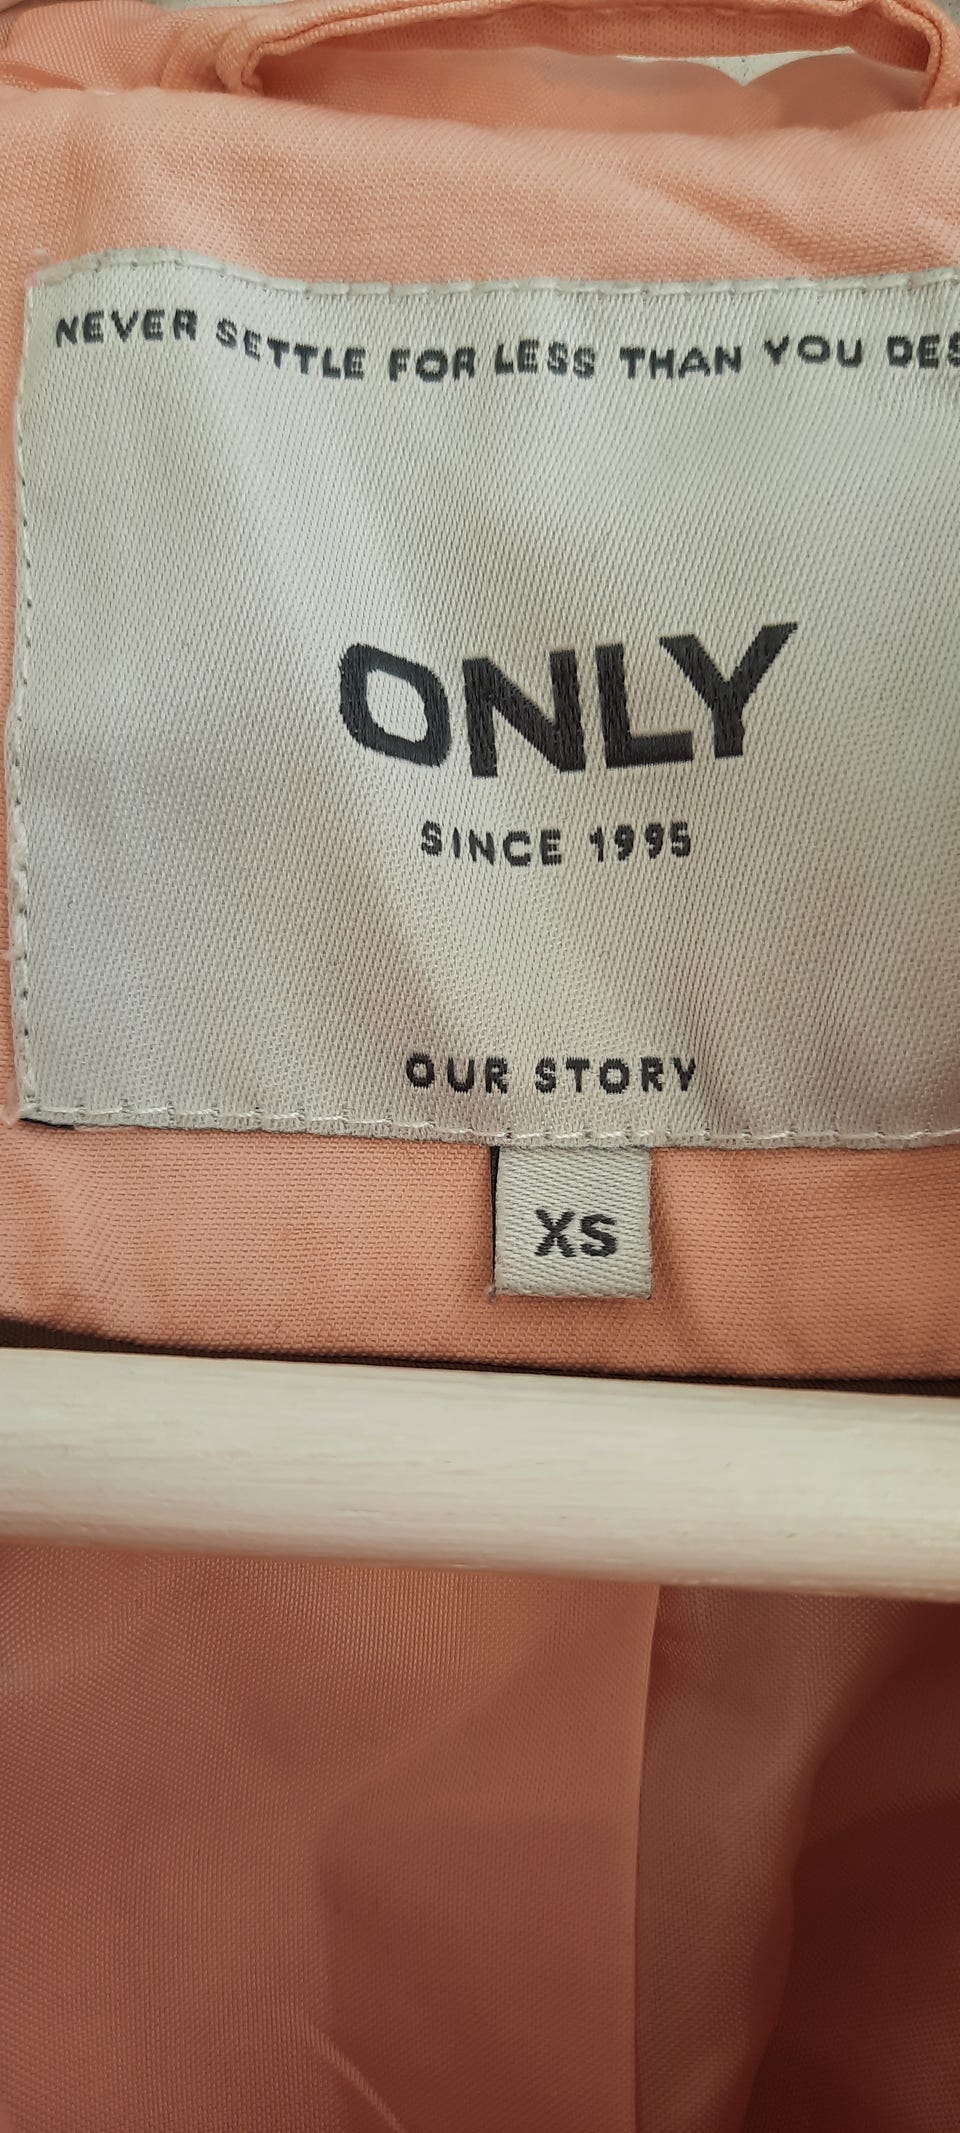 NEVER SETTLE FOR LESS THAN YOU DES
ONLY
SINCE 1995
OUR STORY
XS